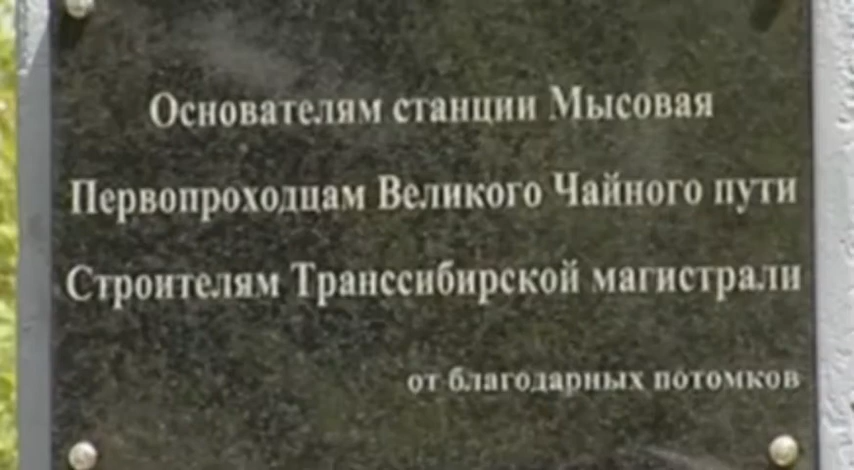 Основателям станции Мысовая
Первопроходцам Великого Чайного пути
Строителям Транссибирской магистрали
от благодарных потомков